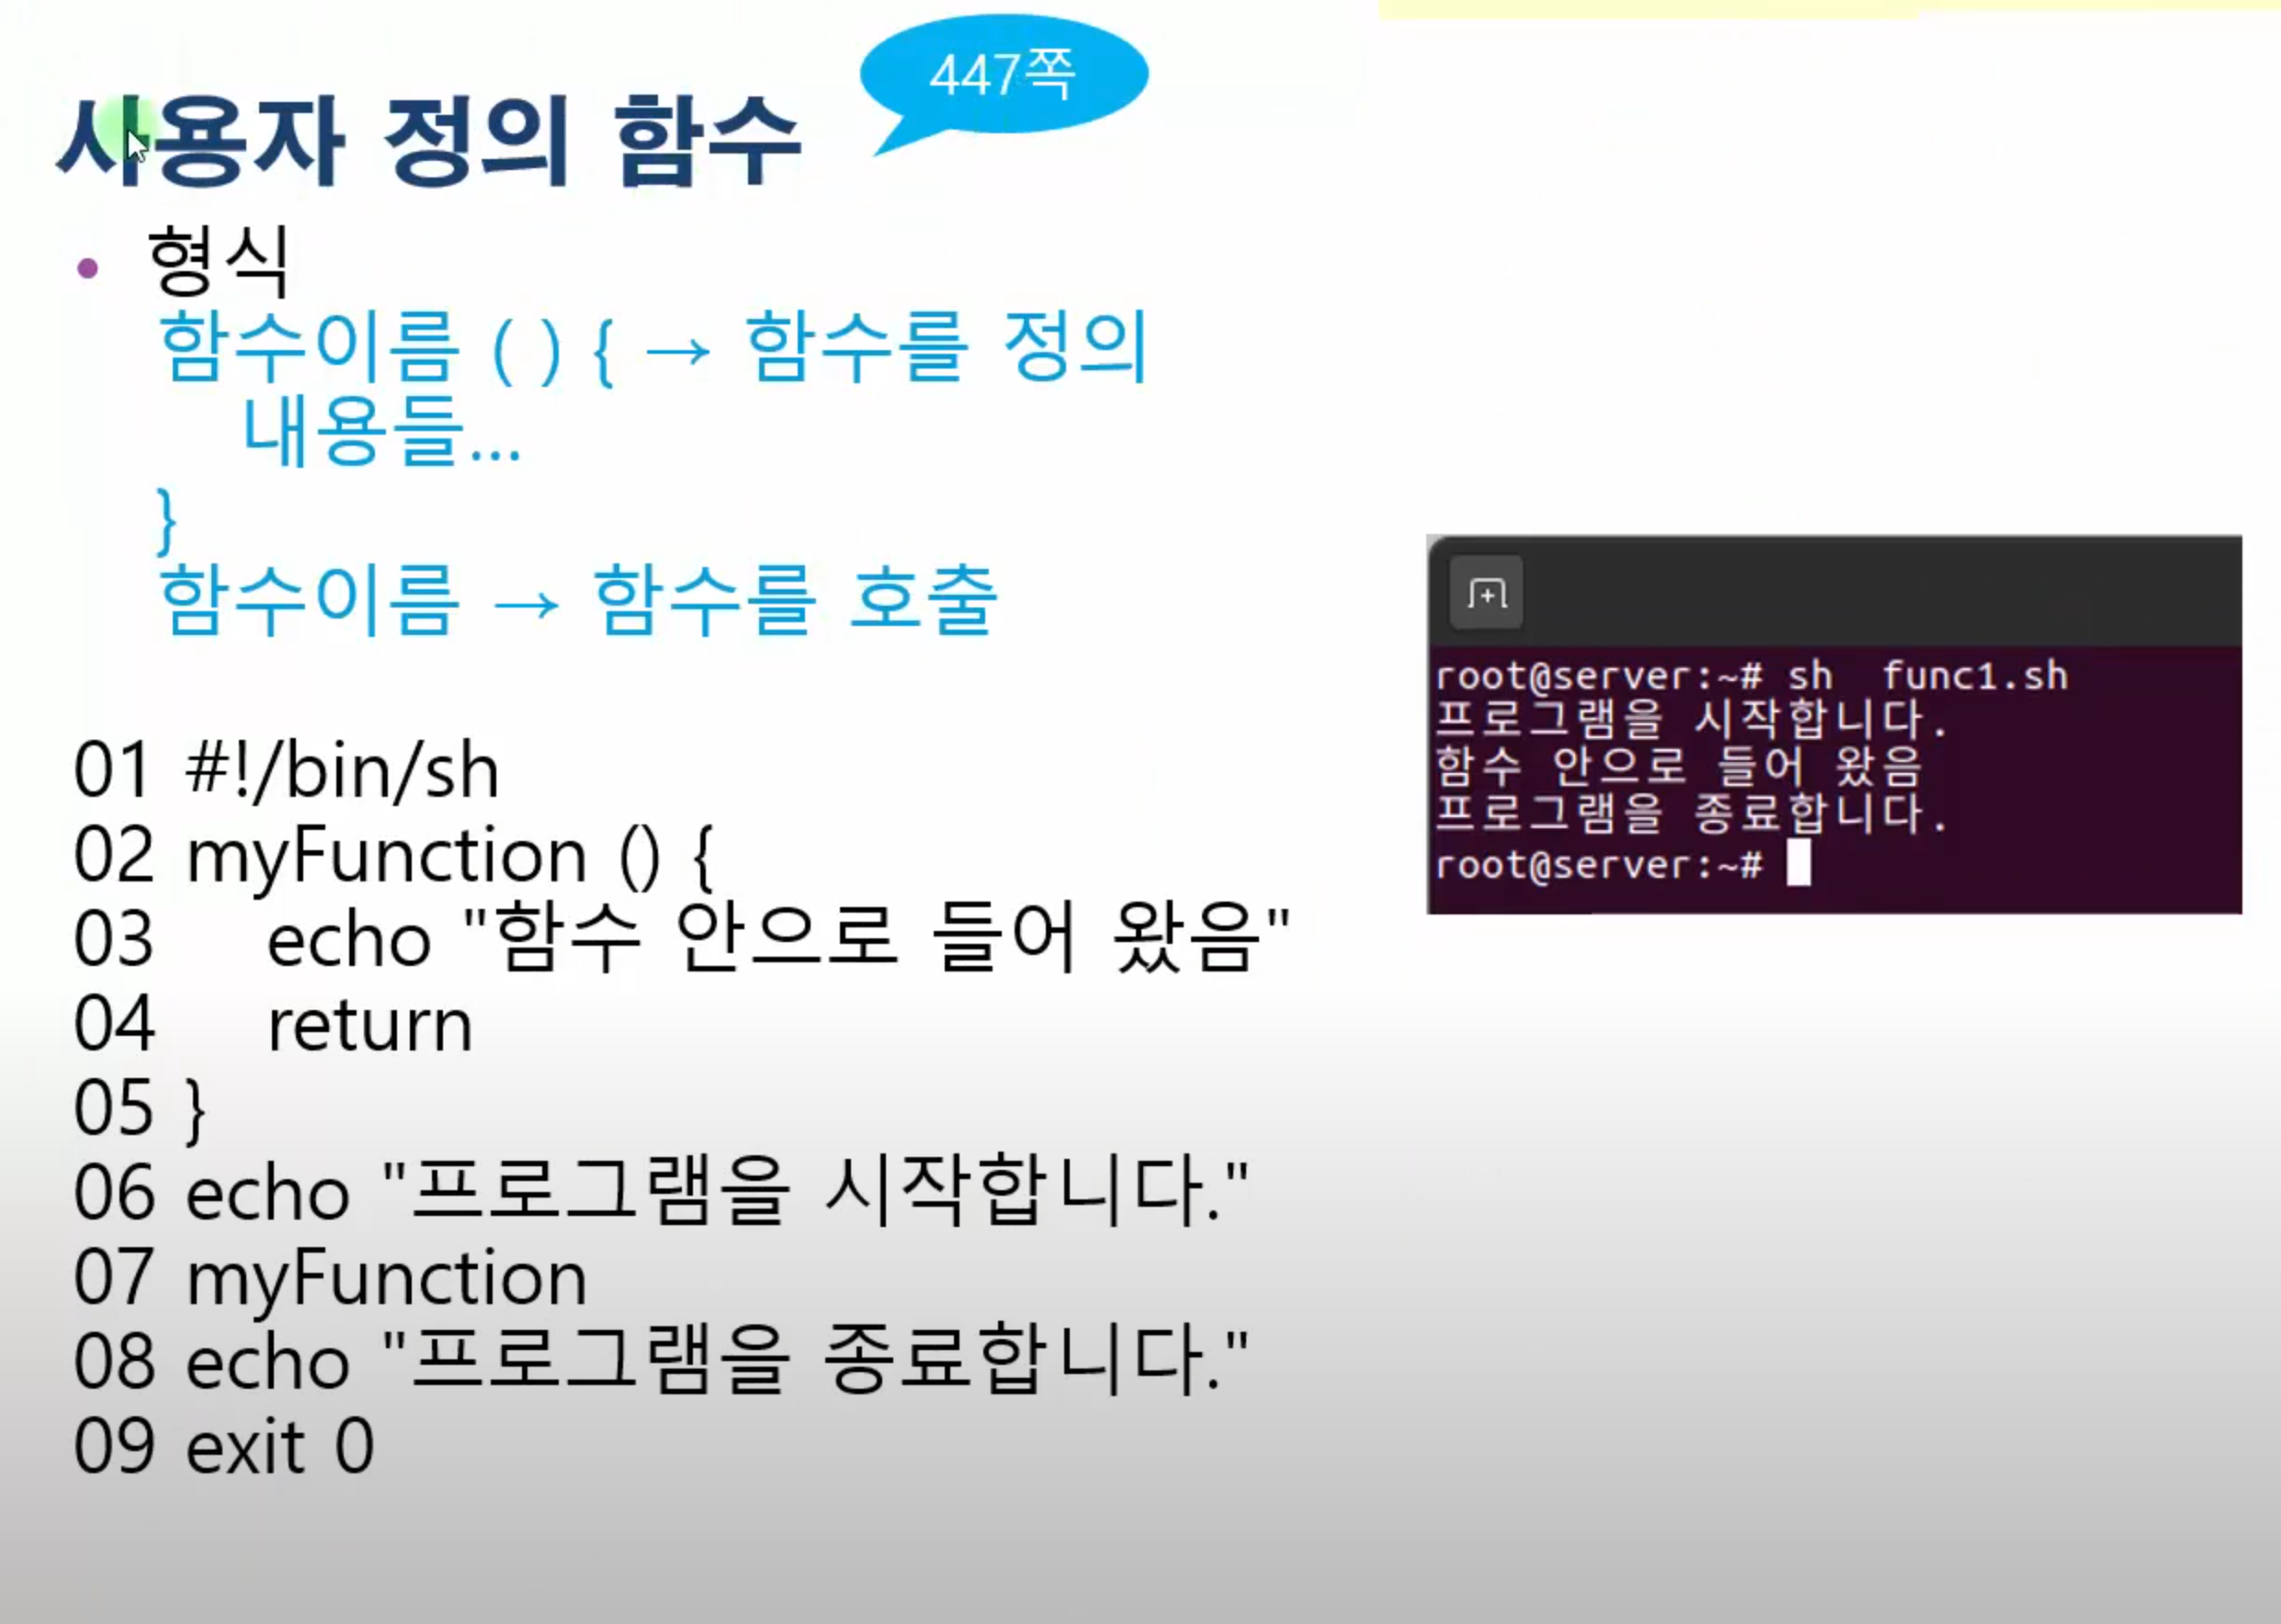 447쪽
사용자 정의 함수
• 형식
함수이름 ( ) { → 함수를 정의
내용들...
}
함수이름 → 함수를 호출
01 #!/bin/sh
02 myFunction () {
03 echo "함수 안으로 들어 왔음"
04 return
05 }
06 echo "프로그램을 시작합니다."
07 myFunction
08 echo "프로그램을 종료합니다."
09 exit 0
root@server:~# sh  func1.sh
프로그램을 시작합니다.
함수 안으로 들어 왔음
프로그램을 종료합니다.
root@server:~#